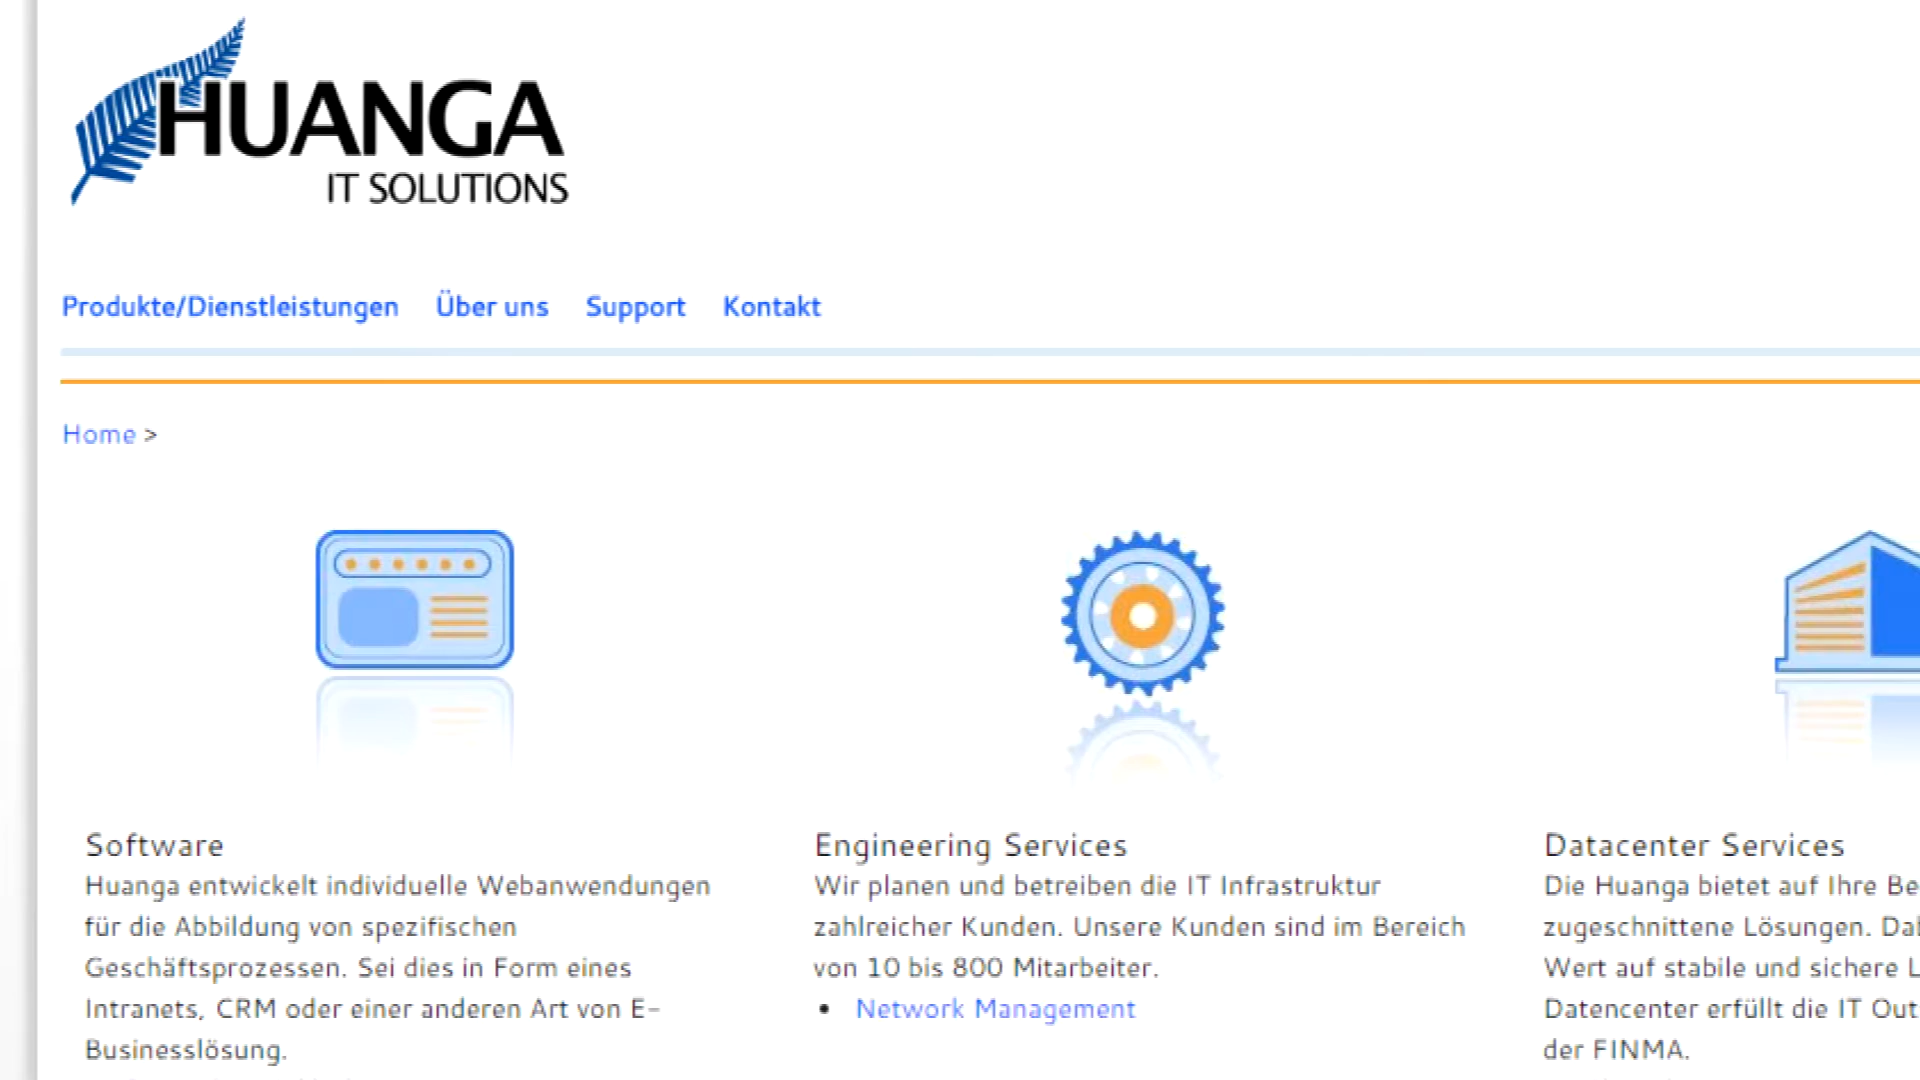 HUANGA
IT SOLUTIONS
Produkte/Dienstleistungen Über uns Support Kontakt
Home >
Software
Huanga entwickelt individuelle Webanwendungen
für die Abbildung von spezifischen
Geschäftsprozessen. Sei dies in Form eines
Intranets, CRM oder einer anderen Art von E-
Businesslösung.
Engineering Services
Wir planen und betreiben die IT Infrastruktur
zahlreicher Kunden. Unsere Kunden sind im Bereich
von 10 bis 800 Mitarbeiter.
• Network Management
Datacenter Services
Die Huanga bietet auf Ihre
zugeschnittene Lösungen.
Wert auf stabile und sichere
Datencenter erfüllt die IT
der FINMA.